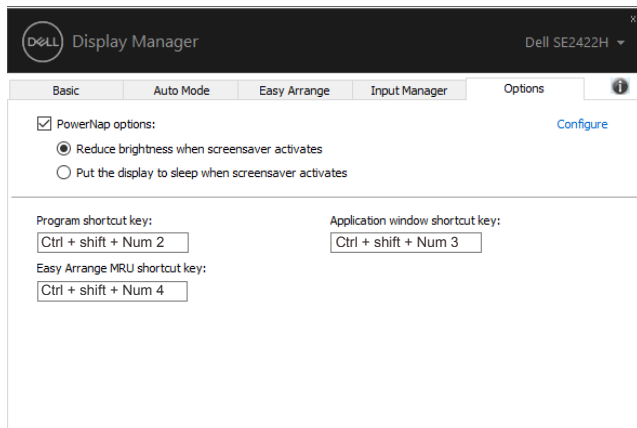 DELL Display Manager
Dell SE2422H
x
Basic Auto Mode Easy Arrange Input Manager Options
PowerNap options:
Configure
Reduce brightness when screensaver activates
Put the display to sleep when screensaver activates
Program shortcut key:
Application window shortcut key:
Ctrl + shift + Num 2
Ctrl + shift + Num 3
Easy Arrange MRU shortcut key:
Ctrl + shift + Num 4